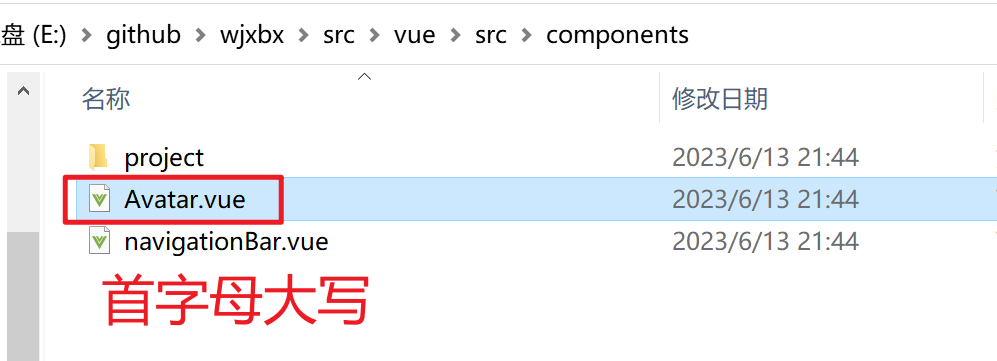 盘 (E:) > github > wjxbx > src > vue > src > components
名称 修改日期
project 2023/6/13 21:44
Avatar.vue 2023/6/13 21:44
navigationBar.vue 2023/6/13 21:44
首字母大写